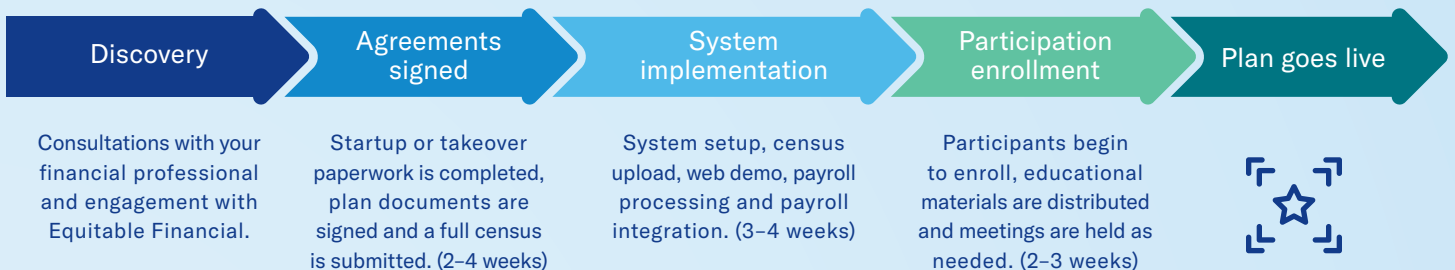 Discovery
Agreements
signed
System
implementation
Participation
enrollment
Plan goes live
Consultations with your
financial professional
and engagement with
Equitable Financial.
Startup or takeover
paperwork is completed,
plan documents are
signed and a full census
is submitted. (2–4 weeks)
System setup, census
upload, web demo, payroll
processing and payroll
integration. (3–4 weeks)
Participants begin
to enroll, educational
materials are distributed
and meetings are held as
needed. (2–3 weeks)